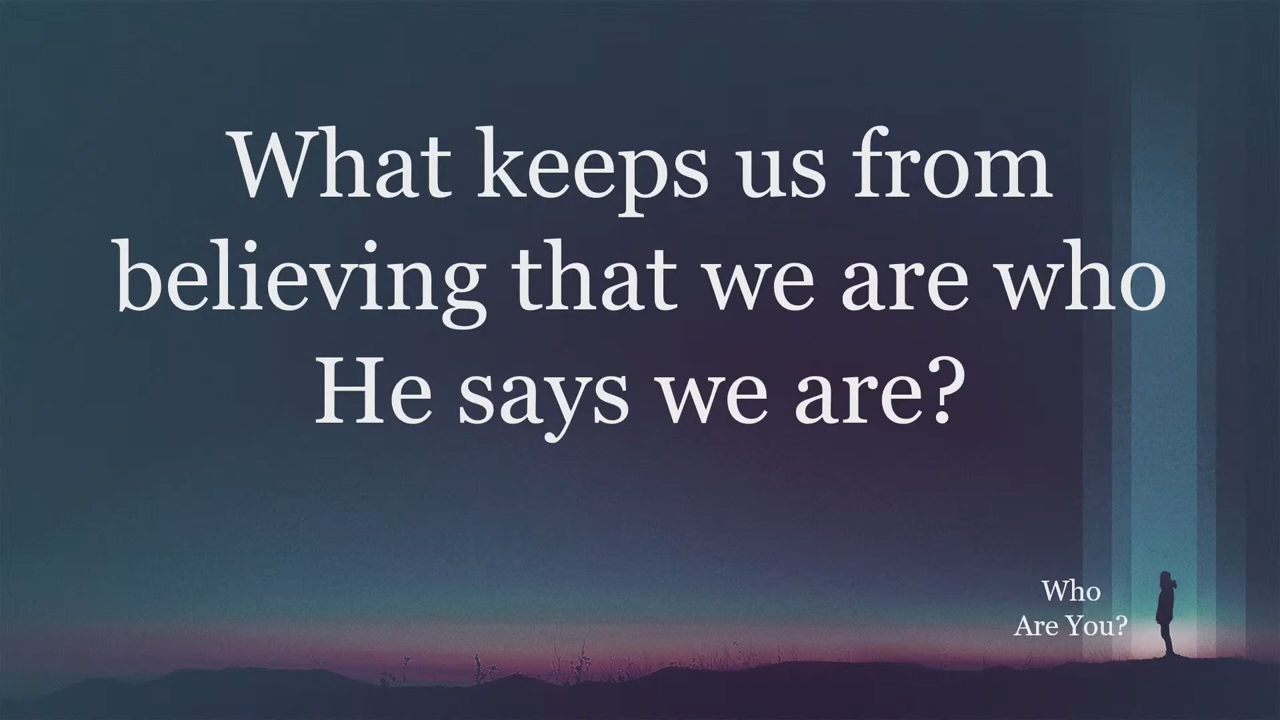 What keeps us from
believing that we are who
He says we are?
Who
Are You?